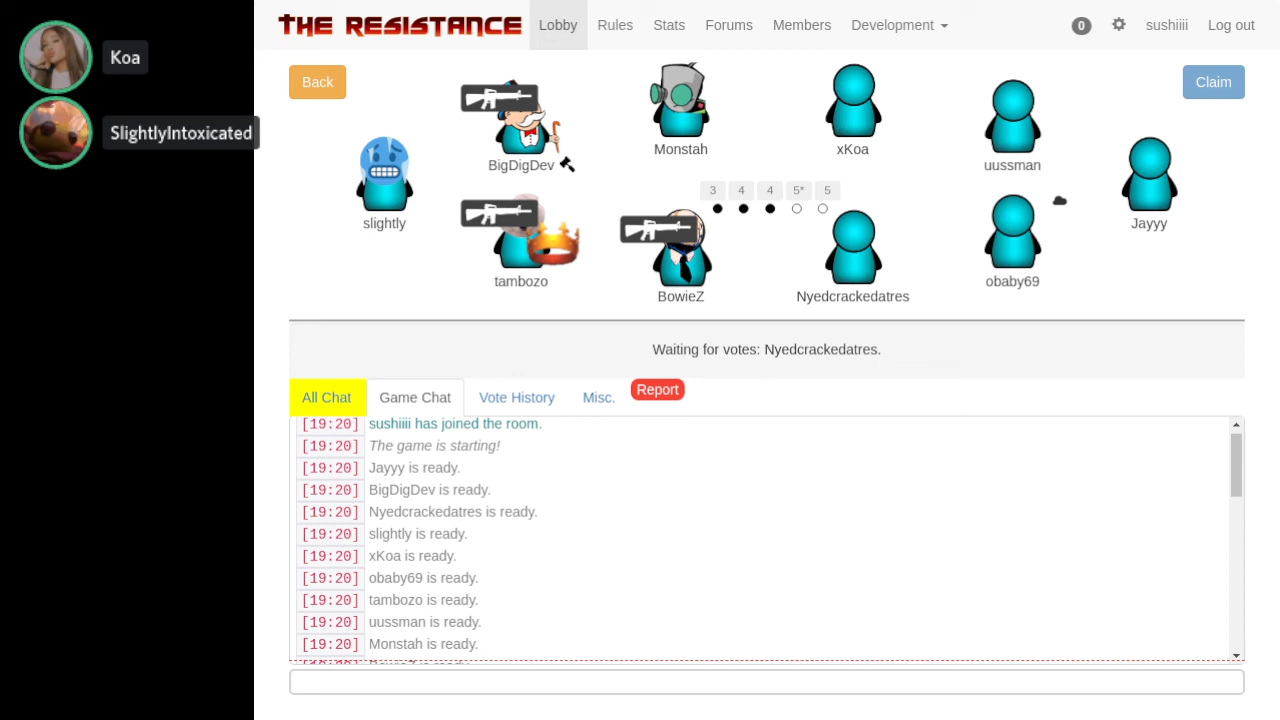 Koa
SlightlyIntoxicated
THE RESISTANCE
Lobby
Rules
Stats
Forums
Members
Development
0
sushiiii
Log out
Back
Claim
BigDigDev
Monstah
xKoa
uussman
slightly
Jayyy
3 4 4 5* 5
tambozo
BowieZ
Nyedcrackedatres
obaby69
Waiting for votes: Nyedcrackedatres.
All Chat
Game Chat
Vote History
Misc.
Report
[19:20] sushiiii has joined the room.
[19:20] The game is starting!
[19:20] Jayyy is ready.
[19:20] BigDigDev is ready.
[19:20] Nyedcrackedatres is ready.
[19:20] slightly is ready.
[19:20] xKoa is ready.
[19:20] obaby69 is ready.
[19:20] tambozo is ready.
[19:20] uussman is ready.
[19:20] Monstah is ready.
[19:20] BowieZ is ready.